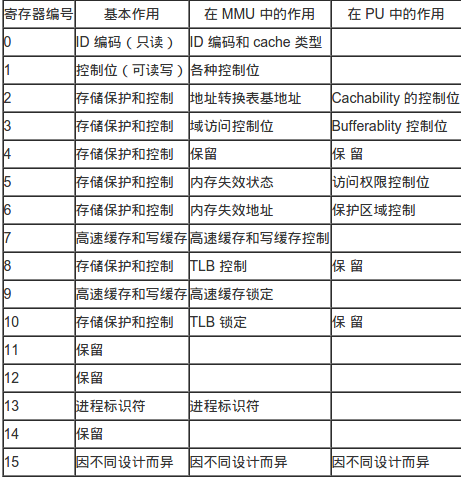 寄存器编号 基本作用 在 MMU 中的作用 在 PU 中的作用
0 ID 编码（只读） ID 编码和 cache 类型
1 控制位（可读写） 各种控制位
2 存储保护和控制 地址转换表基地址 Cachability 的控制位
3 存储保护和控制 域访问控制位 Bufferablity 控制位
4 存储保护和控制 保留 保 留
5 存储保护和控制 内存失效状态 访问权限控制位
6 存储保护和控制 内存失效地址 保护区域控制
7 高速缓存和写缓存 高速缓存和写缓存控制
8 存储保护和控制 TLB 控制 保 留
9 高速缓存和写缓存 高速缓存锁定
10 存储保护和控制 TLB 锁定 保 留
11 保留
12 保留
13 进程标识符 进程标识符
14 保留
15 因不同设计而异 因不同设计而异 因不同设计而异